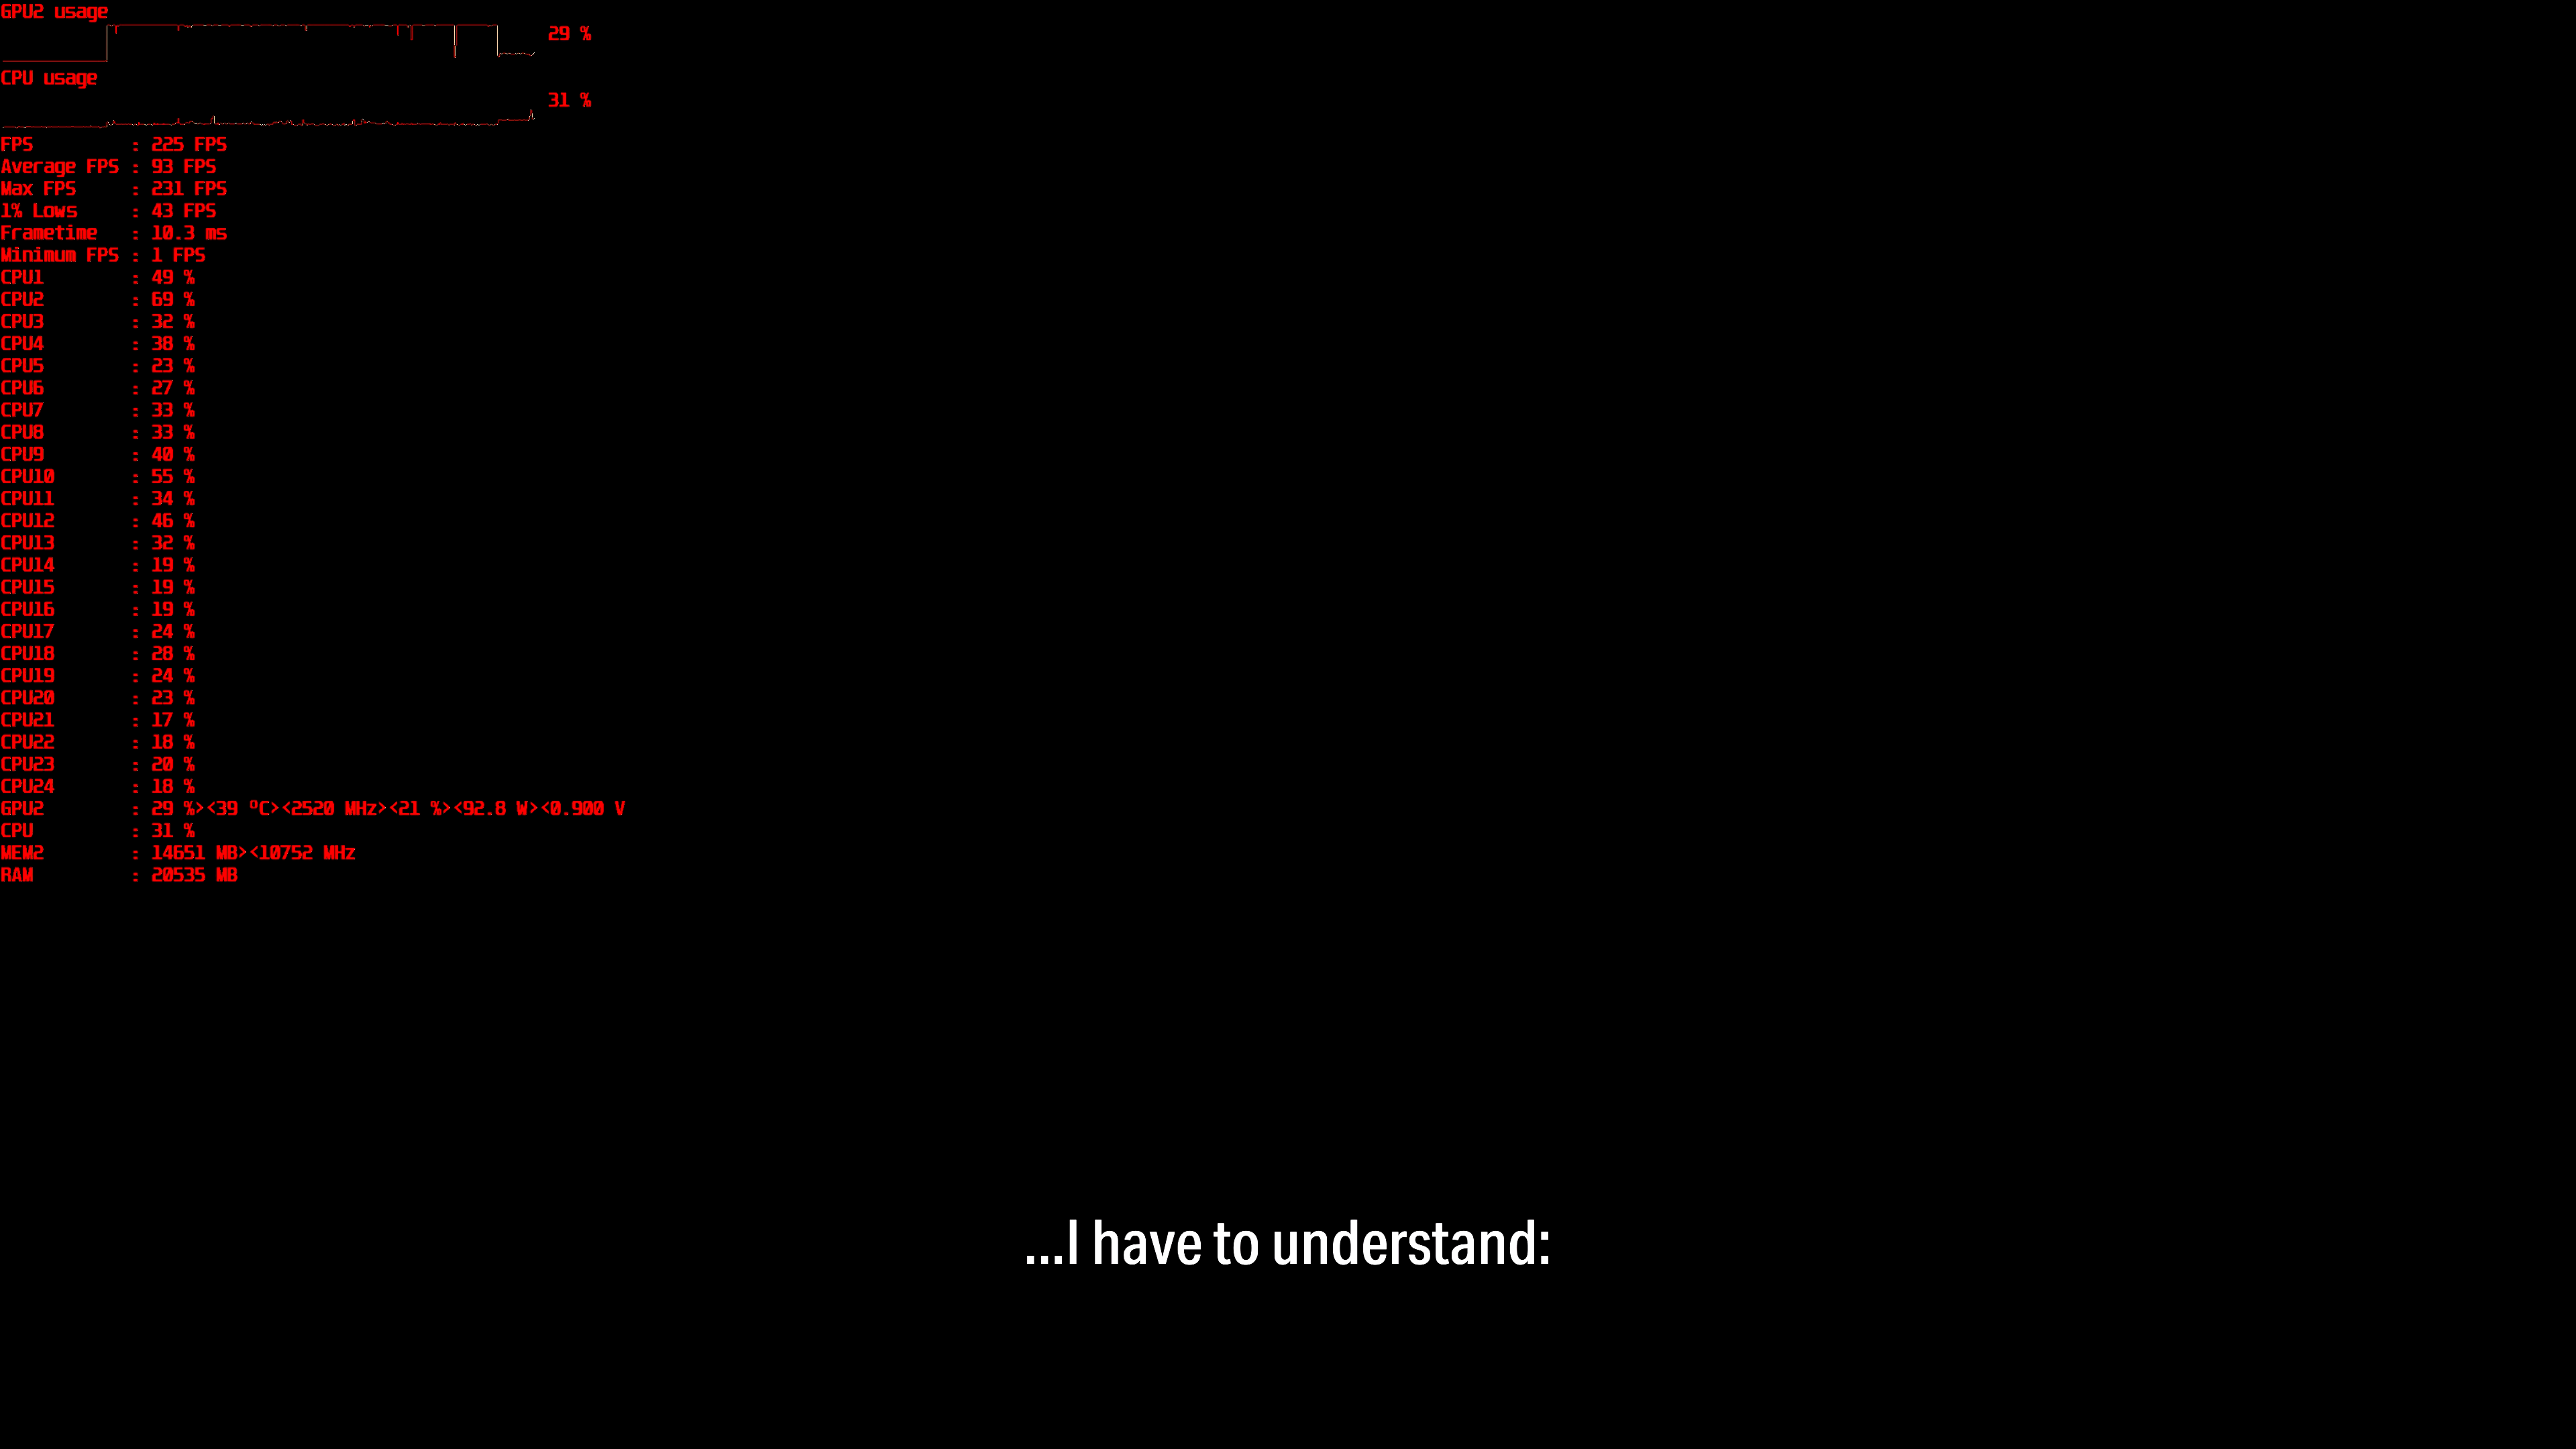 GPU2 usage
29 %
CPU usage
31 %
FPS : 225 FPS
Average FPS : 93 FPS
Max FPS : 231 FPS
1% Lows : 43 FPS
Frametime : 10.3 ms
Minimum FPS : 1 FPS
CPU1 : 49 %
CPU2 : 69 %
CPU3 : 32 %
CPU4 : 38 %
CPU5 : 23 %
CPU6 : 27 %
CPU7 : 33 %
CPU8 : 33 %
CPU9 : 40 %
CPU10 : 55 %
CPU11 : 34 %
CPU12 : 46 %
CPU13 : 32 %
CPU14 : 19 %
CPU15 : 19 %
CPU16 : 19 %
CPU17 : 24 %
CPU18 : 28 %
CPU19 : 24 %
CPU20 : 23 %
CPU21 : 17 %
CPU22 : 18 %
CPU23 : 20 %
CPU24 : 18 %
GPU2 : 29 %><39 °C><2520 MHz><21 %><92.8 W><0.900 V
CPU : 31 %
MEM2 : 14651 MB><10752 MHz
RAM : 20535 MB
...I have to understand: